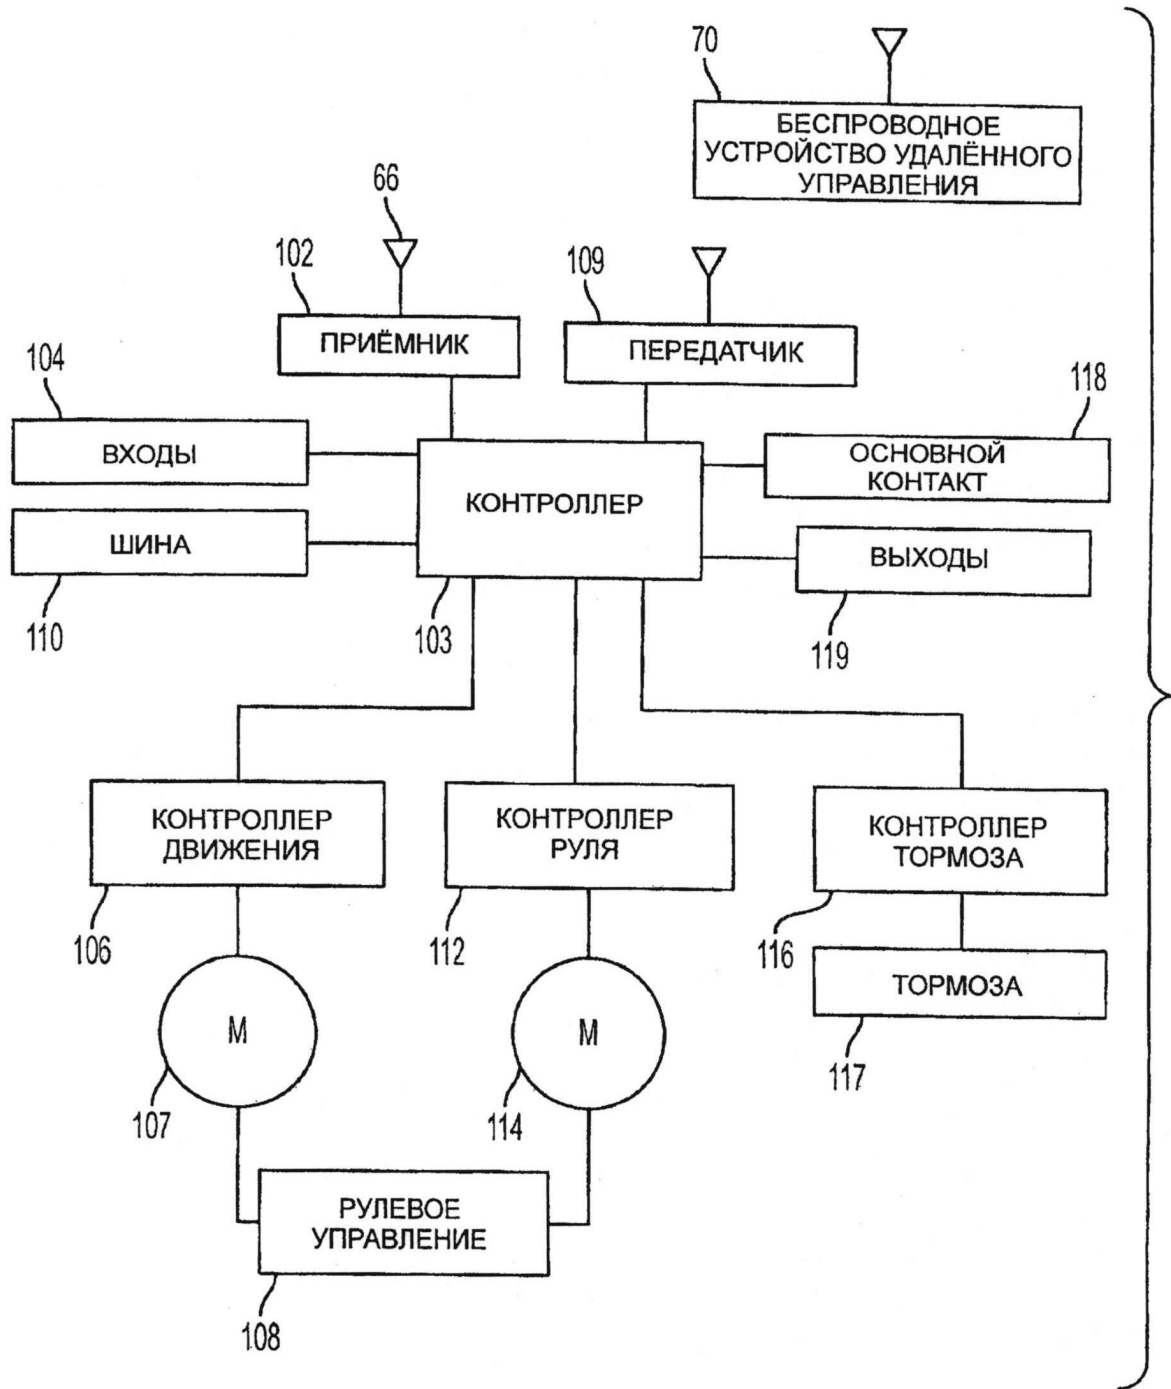 70
БЕСПРОВОДНОЕ
УСТРОЙСТВО УДАЛЁННОГО
УПРАВЛЕНИЯ
66
102
109
ПРИЁМНИК
ПЕРЕДАТЧИК
104
118
ВХОДЫ
ОСНОВНОЙ
КОНТАКТ
КОНТРОЛЛЕР
ШИНА
ВЫХОДЫ
110
103
119
КОНТРОЛЛЕР
ДВИЖЕНИЯ
КОНТРОЛЛЕР
РУЛЯ
КОНТРОЛЛЕР
ТОРМОЗА
106
112
116
ТОРМОЗА
М
М
117
107
114
РУЛЕВОЕ
УПРАВЛЕНИЕ
108